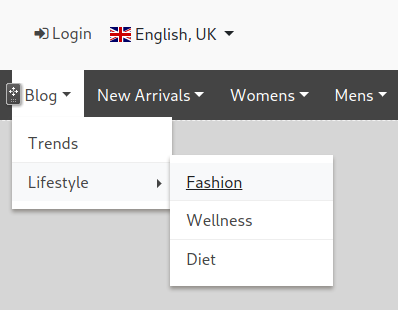 Login English, UK
Blog New Arrivals Womens Mens
Trends
Lifestyle
Fashion
Wellness
Diet